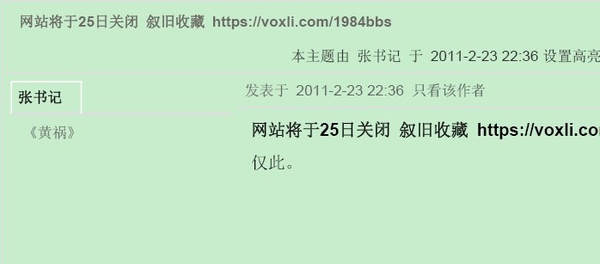 网站将于25日关闭 叙旧收藏 https://voxli.com/1984bbs
本主题由 张书记 于 2011-2-23 22:36 设置高亮
张书记
发表于 2011-2-23 22:36 只看该作者
《黄祸》
网站将于25日关闭 叙旧收藏 https://voxli.co
仅此。